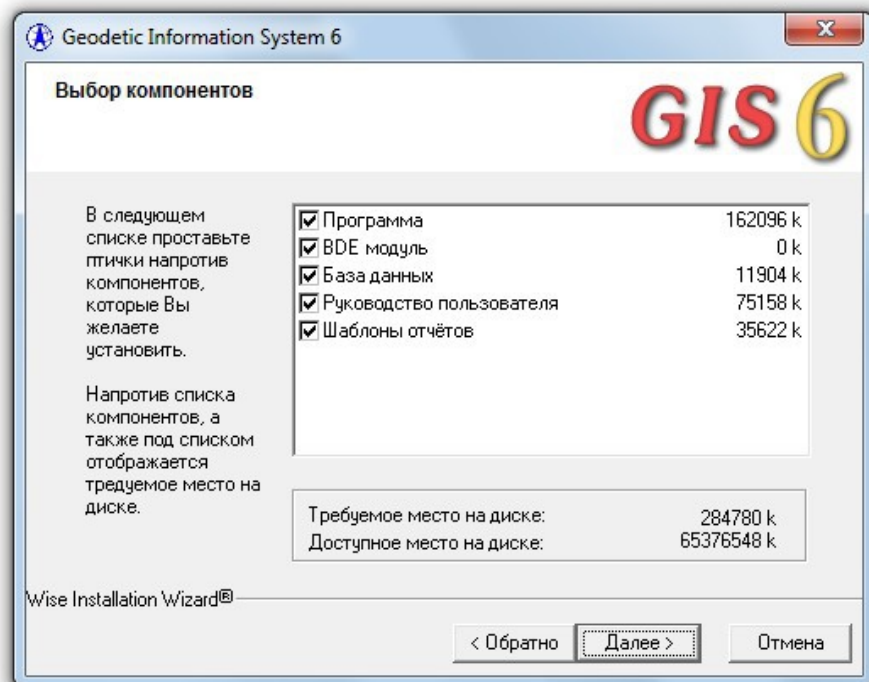 Geodetic Information System 6
Выбор компонентов
GIS 6
В следующем
списке проставьте
птички напротив
компонентов,
которые Вы
желаете
установить.
Напротив списка
компонентов, а
также под списком
отображается
тредуемое место на
диске.
Программа 162096 k
BDE модуль 0 k
База данных 11904 k
Руководство пользователя 75158 k
Шаблоны отчётов 35622 k
Требуемое место на диске: 284780 k
Доступное место на диске: 65376548 k
Wise Installation Wizard®
< Обратно Далее > Отмена